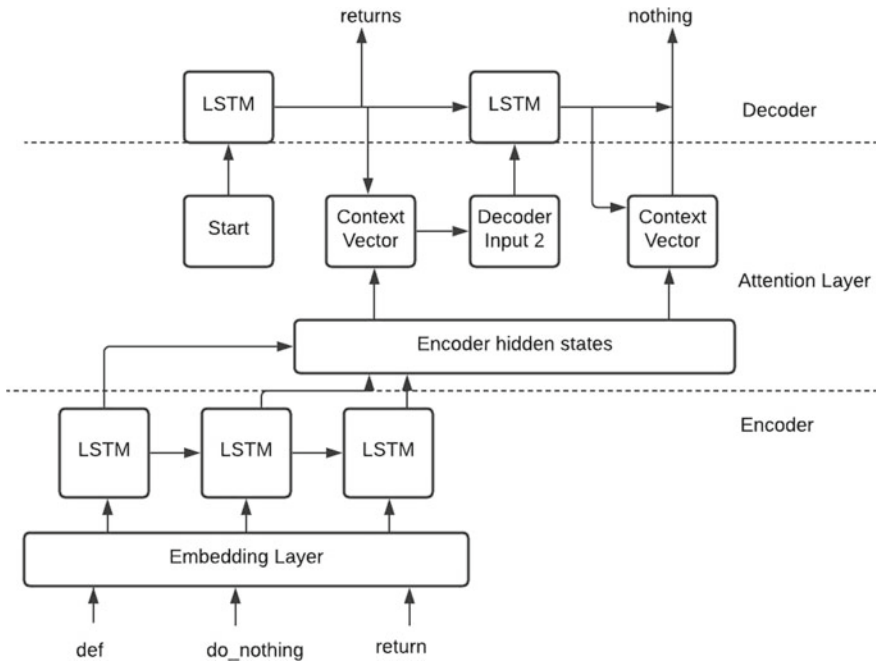 returns
nothing
LSTM
LSTM
Decoder
Start
Context
Vector
Decoder
Input 2
Context
Vector
Attention Layer
Encoder hidden states
Encoder
LSTM
LSTM
LSTM
Embedding Layer
def
do_nothing
return